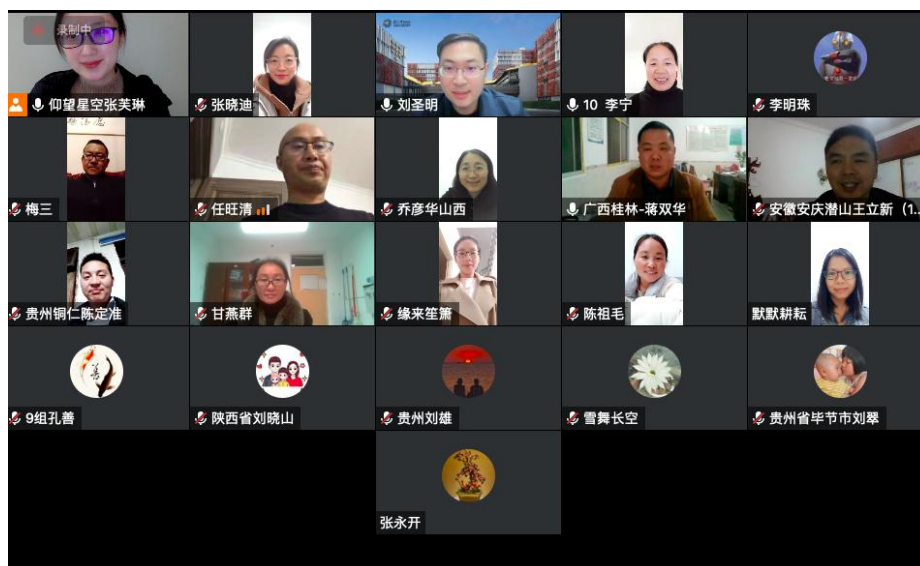 录制中
仰望星空张芙琳
张晓迪
刘圣明
10 李宁
李明珠
梅三
任旺清
乔彦华山西
广西桂林-蒋双华
安徽安庆潜山王立新（1...
贵州铜仁陈定准
甘燕群
缘来笙箫
陈祖毛
默默耕耘
9组孔善
陕西省刘晓山
贵州刘雄
雪舞长空
贵州省毕节市刘翠
张永开